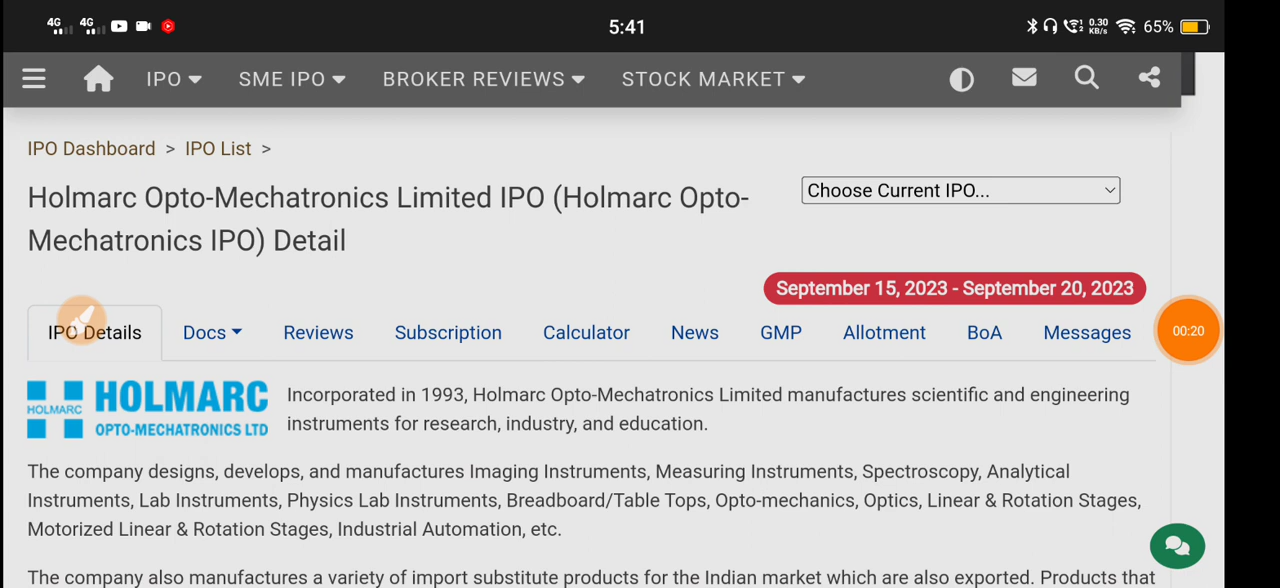 4G 4G 5:41 2 0.30 KB/s 65%
IPO SME IPO BROKER REVIEWS STOCK MARKET
IPO Dashboard > IPO List >
Holmarc Opto-Mechatronics Limited IPO (Holmarc Opto-
Mechatronics IPO) Detail
Choose Current IPO...
September 15, 2023 - September 20, 2023
IPO Details Docs Reviews Subscription Calculator News GMP Allotment BoA Messages
00:20
HOLMARC
HOLMARC
OPTO-MECHATRONICS LTD
Incorporated in 1993, Holmarc Opto-Mechatronics Limited manufactures scientific and engineering
instruments for research, industry, and education.
The company designs, develops, and manufactures Imaging Instruments, Measuring Instruments, Spectroscopy, Analytical
Instruments, Lab Instruments, Physics Lab Instruments, Breadboard/Table Tops, Opto-mechanics, Optics, Linear & Rotation Stages,
Motorized Linear & Rotation Stages, Industrial Automation, etc.
The company also manufactures a variety of import substitute products for the Indian market which are also exported. Products that